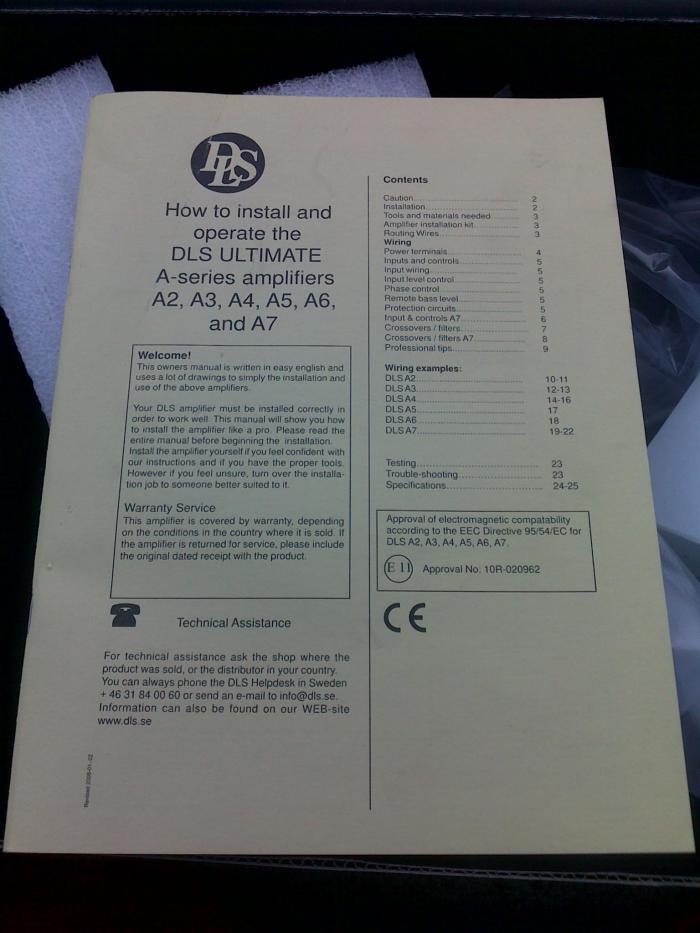 DLS
How to install and
operate the
DLS ULTIMATE
A-series amplifiers
A2, A3, A4, A5, A6,
and A7
Welcome!
This owners manual is written in easy english and
uses a lot of drawings to simply the installation and
use of the above amplifiers.
Your DLS amplifier must be installed correctly in
order to work well. This manual will show you how
to install the amplifier like a pro. Please read the
entire manual before beginning the installation.
Install the amplifier yourself if you feel confident with
our instructions and if you have the proper tools.
However if you feel unsure, turn over the installa-
tion job to someone better suited to it.
Warranty Service
This amplifier is covered by warranty, depending
on the conditions in the country where it is sold. If
the amplifier is returned for service, please include
the original dated receipt with the product.
Technical Assistance
For technical assistance ask the shop where the
product was sold, or the distributor in your country.
You can always phone the DLS Helpdesk in Sweden
+ 46 31 84 00 60 or send an e-mail to info@dls.se.
Information can also be found on our WEB-site
www.dls.se
Contents
Caution 2
Installation 2
Tools and materials needed 3
Amplifier installation kit 3
Routing Wires 3
Wiring
Power terminals 4
Inputs and controls 5
Input wiring 5
Input level control 5
Phase control 5
Remote bass level 5
Protection circuits 5
Input & controls A7 6
Crossovers / filters 7
Crossovers / filters A7 8
Professional tips 9
Wiring examples:
DLS A2 10-11
DLS A3 12-13
DLS A4 14-16
DLS A5 17
DLS A6 18
DLS A7 19-22
Testing 23
Trouble-shooting 23
Specifications 24-25
Approval of electromagnetic compatability
according to the EEC Directive 95/54/EC for
DLS A2, A3, A4, A5, A6, A7.
E 11 Approval No: 10R-020962
CE